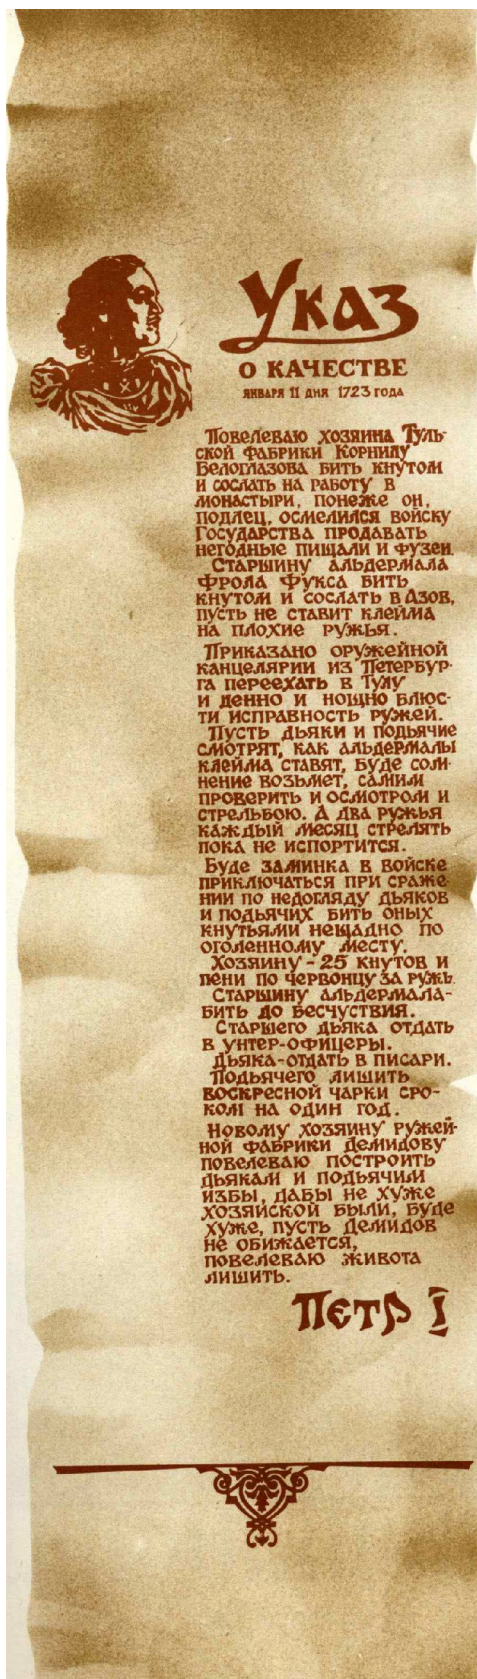 Указ
О КАЧЕСТВЕ
ЯНВАРЯ 11 ДНЯ 1723 ГОДА
Повелеваю хозяина Туль-
ской фабрики Корнилу
Белоглазова бить кнутом
и сослать на работу в
монастыри, понеже он,
подлец, осмелился войску
Государства продавать
негодные пищали и фузеи.
Старшину альдермала
Фрола Фукса бить
кнутом и сослать в Азов,
пусть не ставит клейма
на плохие ружья.
Приказано оружейной
канцелярии из Петербур-
га переехать в Тулу
и денно и нощно блюс-
ти исправность ружей.
Пусть дьяки и подьячие
смотрят, как альдермалы
клейма ставят, буде сом-
нение возьмет, самим
проверить и осмотром и
стрельбою. А два ружья
каждый месяц стрелять
пока не испортится.
Буде заминка в войске
приключаться при сраже-
нии по недогляду дьяков
и подьячих бить оных
кнутьями нещадно по
оголенному месту.
Хозяину - 25 кнутов и
пени по червонцу за ружь.
Старшину альдермала-
бить до бесчуствия.
Старшего дьяка отдать
в унтер-офицеры.
Дьяка-отдать в писари.
Подьячего лишить
воскресной чарки сро-
ком на один год.
Новому хозяину ружей-
ной фабрики Демидову
повелеваю построить
дьякам и подьячим
избы, дабы не хуже
хозяйской были, буде
хуже, пусть Демидов
не обижается,
повелеваю живота
лишить.
Петр I